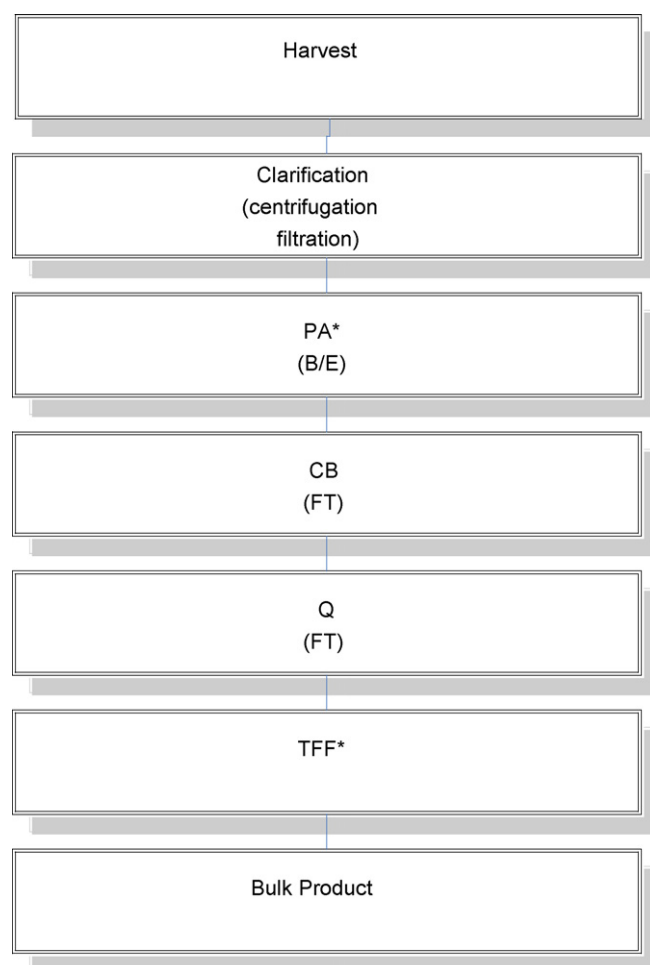 Harvest
Clarification
(centrifugation
filtration)
PA*
(B/E)
CB
(FT)
Q
(FT)
TFF*
Bulk Product